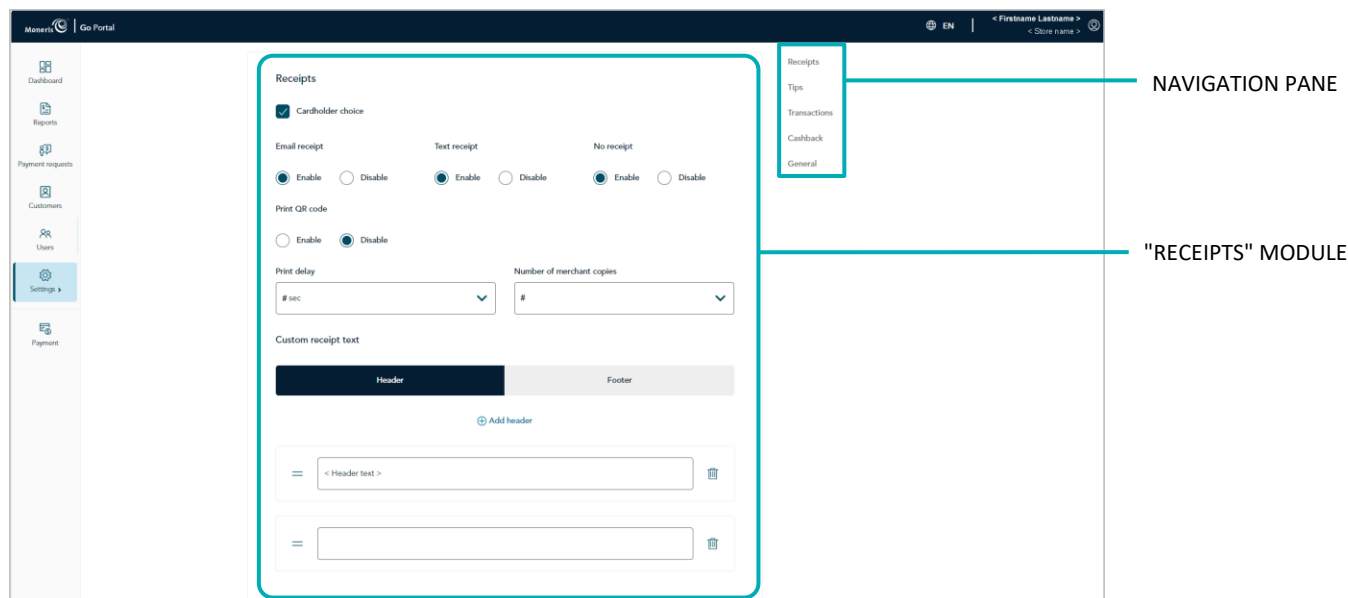 Moneris Go Portal
EN
< Firstname Lastname >
< Store name >
Dashboard
Reports
Payment requests
Customers
Users
Settings
Payment
Receipts
Cardholder choice
Email receipt Text receipt No receipt
Enable Disable Enable Disable Enable Disable
Print QR code
Enable Disable
Print delay Number of merchant copies
# sec #
Custom receipt text
Header Footer
Add header
< Header text >
Receipts
Tips
Transactions
Cashback
General
NAVIGATION PANE
"RECEIPTS" MODULE